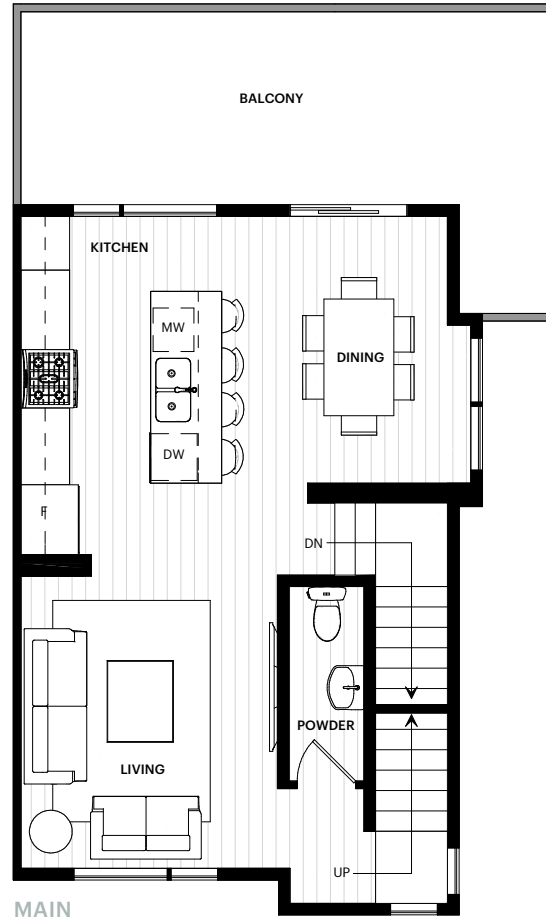 BALCONY
KITCHEN
MW
DINING
DW
F
DN
POWDER
LIVING
UP
MAIN